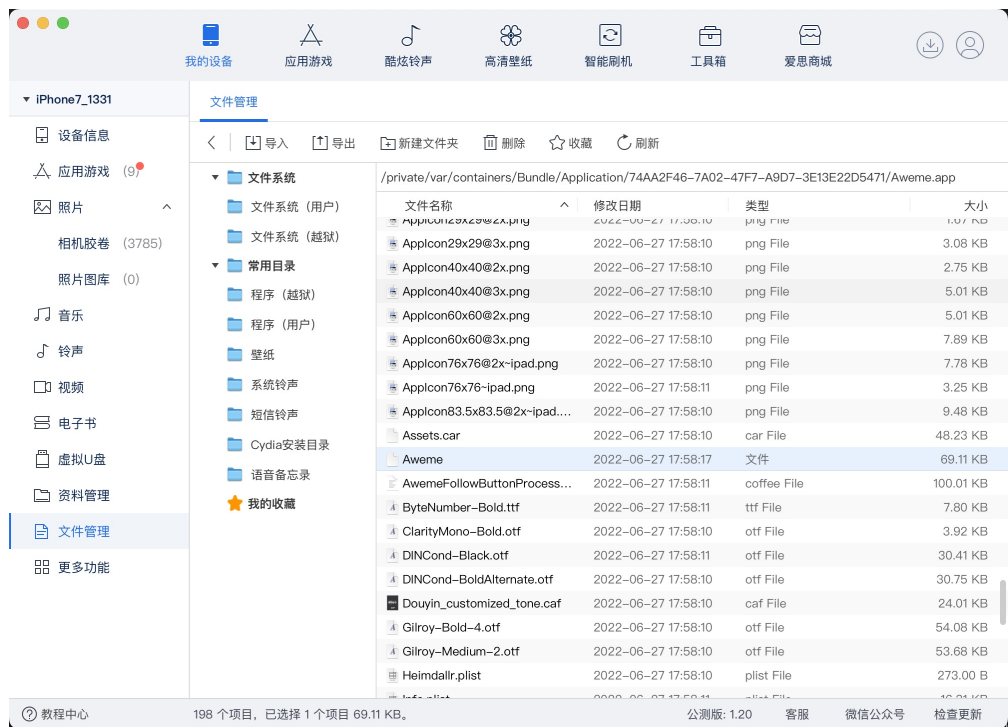 我的设备 应用游戏 酷炫铃声 高清壁纸 智能刷机 工具箱 爱思商城
iPhone7_1331
设备信息
应用游戏 (9)
照片
相机胶卷 (3785)
照片图库 (0)
音乐
铃声
视频
电子书
虚拟U盘
资料管理
文件管理
更多功能
文件管理
导入 导出 新建文件夹 删除 收藏 刷新
文件系统
文件系统（用户）
文件系统（越狱）
常用目录
程序（越狱）
程序（用户）
壁纸
系统铃声
短信铃声
Cydia安装目录
语音备忘录
我的收藏
/private/var/containers/Bundle/Application/74AA2F46-7A02-47F7-A9D7-3E13E22D5471/Aweme.app
文件名称 修改日期 类型 大小
AppIcon29x29@2x.png 2022-06-27 17:58:10 png File 1.67 KB
AppIcon29x29@3x.png 2022-06-27 17:58:10 png File 3.08 KB
AppIcon40x40@2x.png 2022-06-27 17:58:10 png File 2.75 KB
AppIcon40x40@3x.png 2022-06-27 17:58:10 png File 5.01 KB
AppIcon60x60@2x.png 2022-06-27 17:58:10 png File 5.01 KB
AppIcon60x60@3x.png 2022-06-27 17:58:10 png File 7.89 KB
AppIcon76x76@2x~ipad.png 2022-06-27 17:58:10 png File 7.78 KB
AppIcon76x76~ipad.png 2022-06-27 17:58:11 png File 3.25 KB
AppIcon83.5x83.5@2x~ipad.... 2022-06-27 17:58:10 png File 9.48 KB
Assets.car 2022-06-27 17:58:10 car File 48.23 KB
Aweme 2022-06-27 17:58:17 文件 69.11 KB
AwemeFollowButtonProcess... 2022-06-27 17:58:11 coffee File 100.01 KB
ByteNumber-Bold.ttf 2022-06-27 17:58:11 ttf File 7.80 KB
ClarityMono-Bold.otf 2022-06-27 17:58:10 otf File 3.92 KB
DINCond-Black.otf 2022-06-27 17:58:11 otf File 30.41 KB
DINCond-BoldAlternate.otf 2022-06-27 17:58:10 otf File 30.75 KB
Douyin_customized_tone.caf 2022-06-27 17:58:10 caf File 24.01 KB
Gilroy-Bold-4.otf 2022-06-27 17:58:10 otf File 54.08 KB
Gilroy-Medium-2.otf 2022-06-27 17:58:10 otf File 53.68 KB
Heimdallr.plist 2022-06-27 17:58:10 plist File 273.00 B
教程中心 198 个项目，已选择 1 个项目 69.11 KB。 公测版: 1.20 客服 微信公众号 检查更新